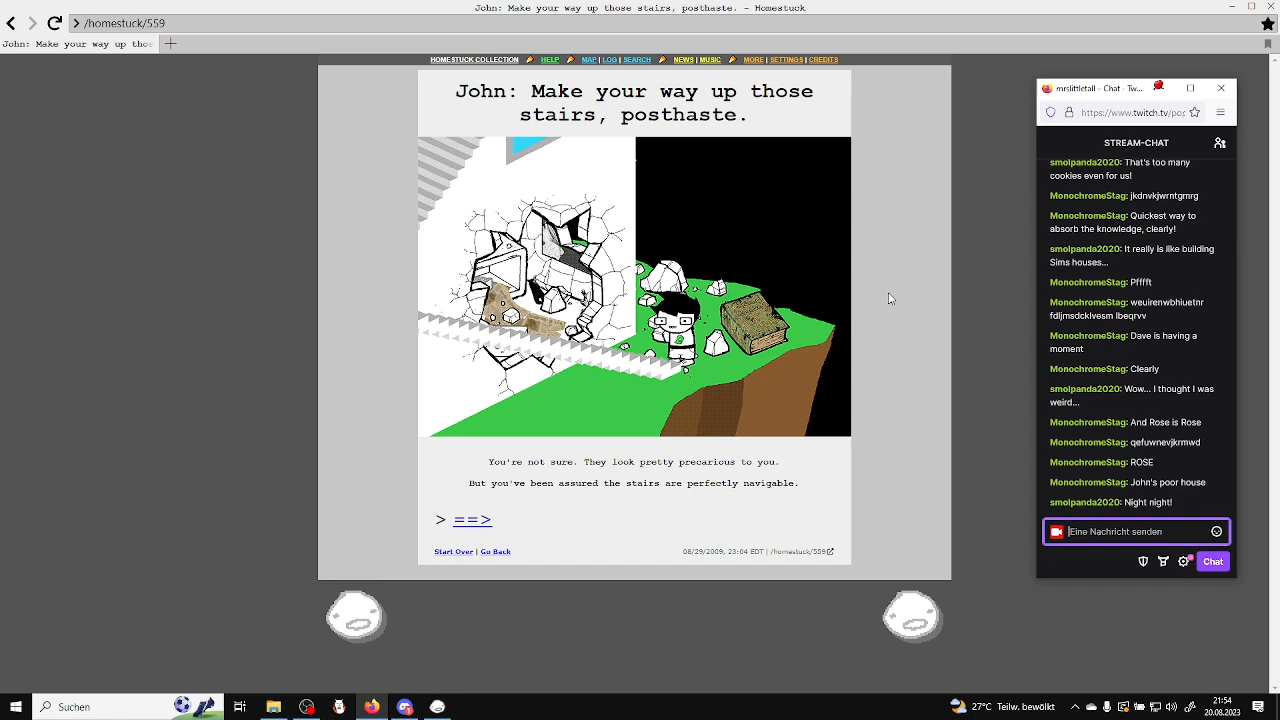 John: Make your way up those stairs, posthaste. - Homestuck
> /homestuck/559
John: Make your way up thos
HOMESTUCK COLLECTION HELP MAP | LOG | SEARCH NEWS | MUSIC MORE | SETTINGS | CREDITS
John: Make your way up those
stairs, posthaste.
You're not sure. They look pretty precarious to you.
But you've been assured the stairs are perfectly navigable.
> ==>
Start Over | Go Back
08/29/2009, 23:04 EDT | /homestuck/559
mrslittletall – Chat - Tw...
https://www.twitch.tv/pop
STREAM-CHAT
smolpanda2020: That's too many
cookies even for us!
MonochromeStag: jkdnvkjwrntgmrg
MonochromeStag: Quickest way to
absorb the knowledge, clearly!
smolpanda2020: It really is like building
Sims houses...
MonochromeStag: Pfffft
MonochromeStag: weuirenwbhiuetnr
fdljmsdcklvesm lbeqrvv
MonochromeStag: Dave is having a
moment
MonochromeStag: Clearly
smolpanda2020: Wow... I thought I was
weird...
MonochromeStag: And Rose is Rose
MonochromeStag: qefuwnevjkrmwd
MonochromeStag: ROSE
MonochromeStag: John's poor house
smolpanda2020: Night night!
Eine Nachricht senden
Chat
Suchen
27°C Teilw. bewölkt
21:54
20.08.2023